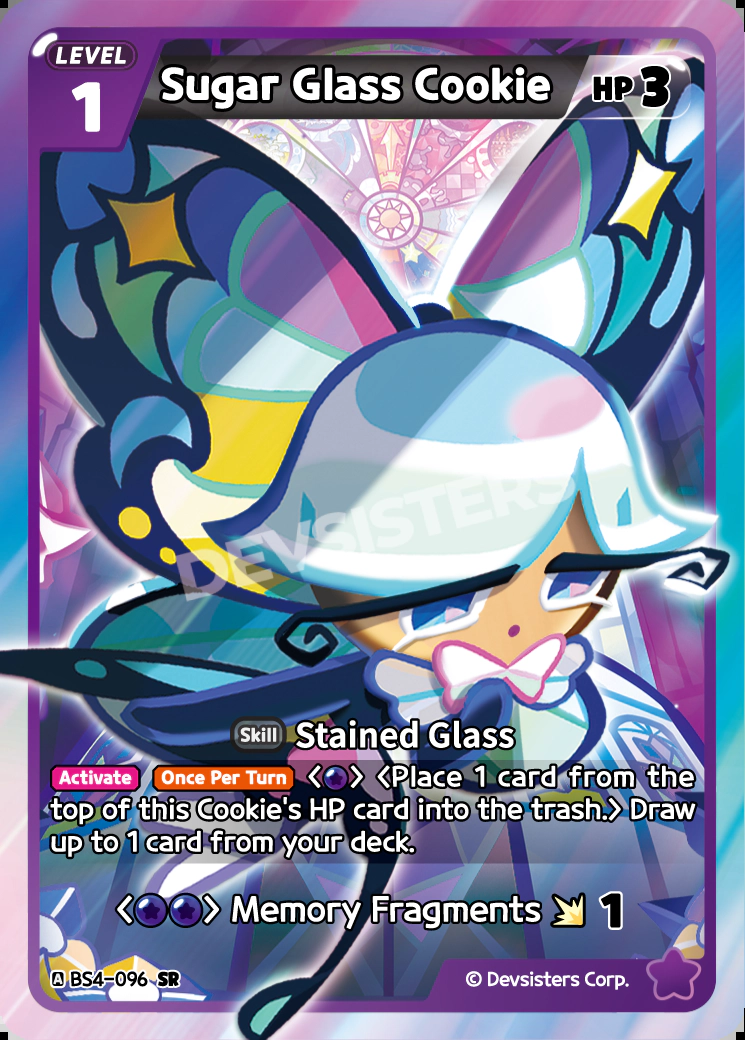 LEVEL
1
Sugar Glass Cookie
HP 3
DEVSISTERS
Skill Stained Glass
Activate Once Per Turn < > <Place 1 card from the
top of this Cookie's HP card into the trash.> Draw
up to 1 card from your deck.
< > Memory Fragments 1
A BS4-096 SR
© Devsisters Corp.